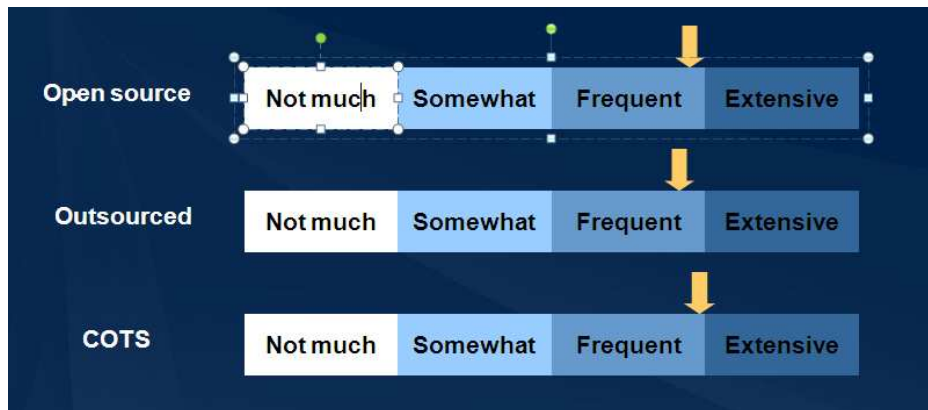 Open source Not much Somewhat Frequent Extensive
Outsourced Not much Somewhat Frequent Extensive
COTS Not much Somewhat Frequent Extensive